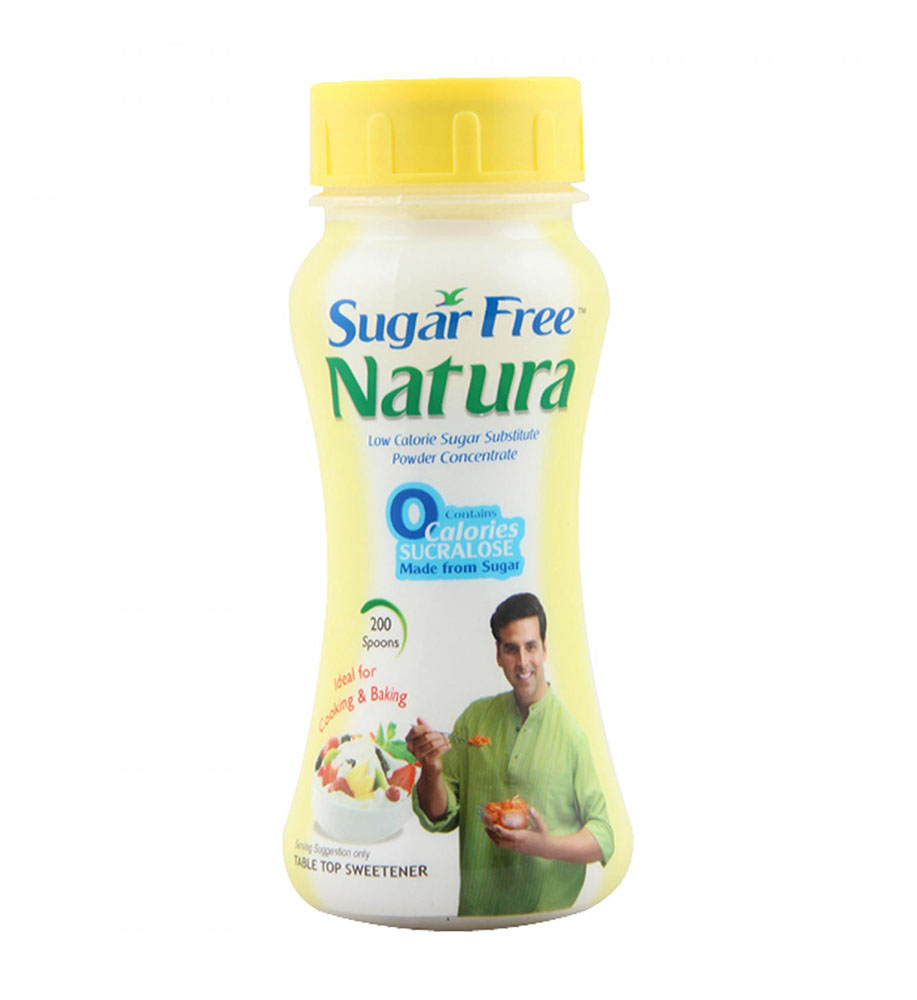 Sugar Free™
Natura
Low Calorie Sugar Substitute
Powder Concentrate
0 Contains
Calories
SUCRALOSE
Made from Sugar
200
Spoons
Ideal for
Cooking & Baking
Serving Suggestion only
TABLE TOP SWEETENER